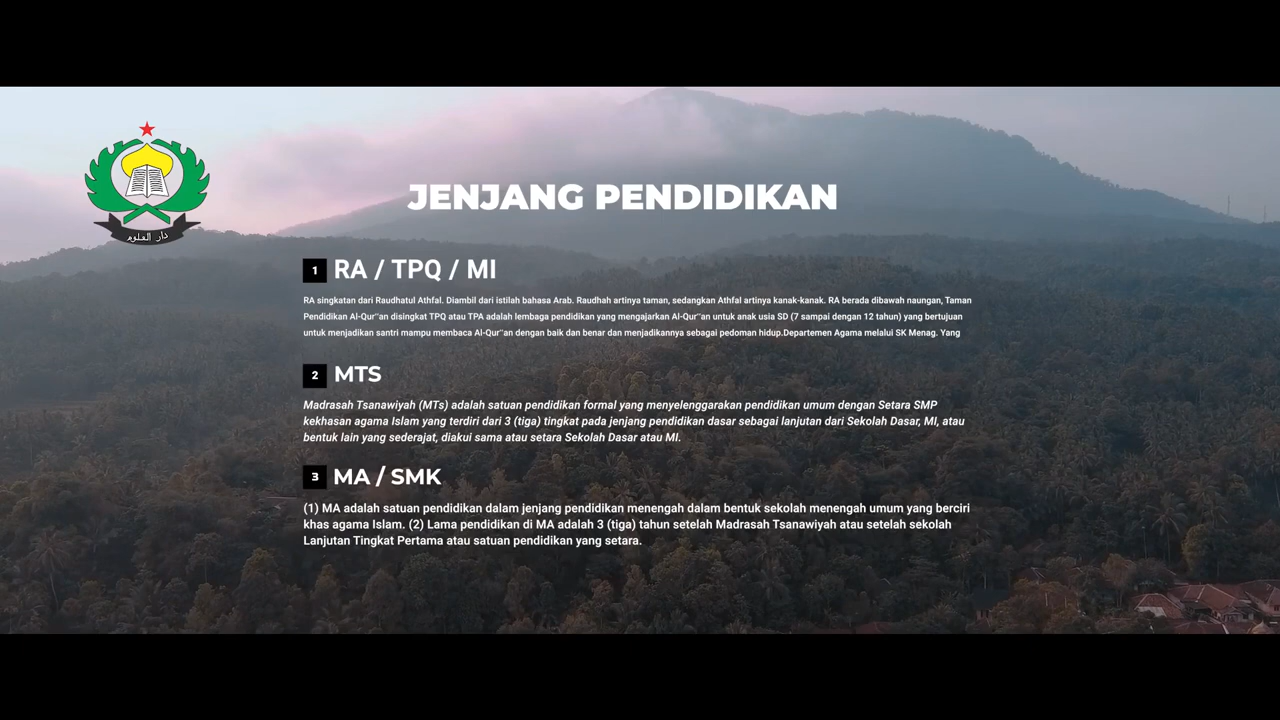 دار العلوم
JENJANG PENDIDIKAN
1 RA / TPQ / MI
RA singkatan dari Raudhatul Athfal. Diambil dari istilah bahasa Arab. Raudhah artinya taman, sedangkan Athfal artinya kanak-kanak. RA berada dibawah naungan, Taman
Pendidikan Al-Qur"an disingkat TPQ atau TPA adalah lembaga pendidikan yang mengajarkan Al-Qur"an untuk anak usia SD (7 sampai dengan 12 tahun) yang bertujuan
untuk menjadikan santri mampu membaca Al-Qur"an dengan baik dan benar dan menjadikannya sebagai pedoman hidup.Departemen Agama melalui SK Menag. Yang
2 MTS
Madrasah Tsanawiyah (MTs) adalah satuan pendidikan formal yang menyelenggarakan pendidikan umum dengan Setara SMP
kekhasan agama Islam yang terdiri dari 3 (tiga) tingkat pada jenjang pendidikan dasar sebagai lanjutan dari Sekolah Dasar, MI, atau
bentuk lain yang sederajat, diakui sama atau setara Sekolah Dasar atau MI.
3 MA / SMK
(1) MA adalah satuan pendidikan dalam jenjang pendidikan menengah dalam bentuk sekolah menengah umum yang berciri
khas agama Islam. (2) Lama pendidikan di MA adalah 3 (tiga) tahun setelah Madrasah Tsanawiyah atau setelah sekolah
Lanjutan Tingkat Pertama atau satuan pendidikan yang setara.